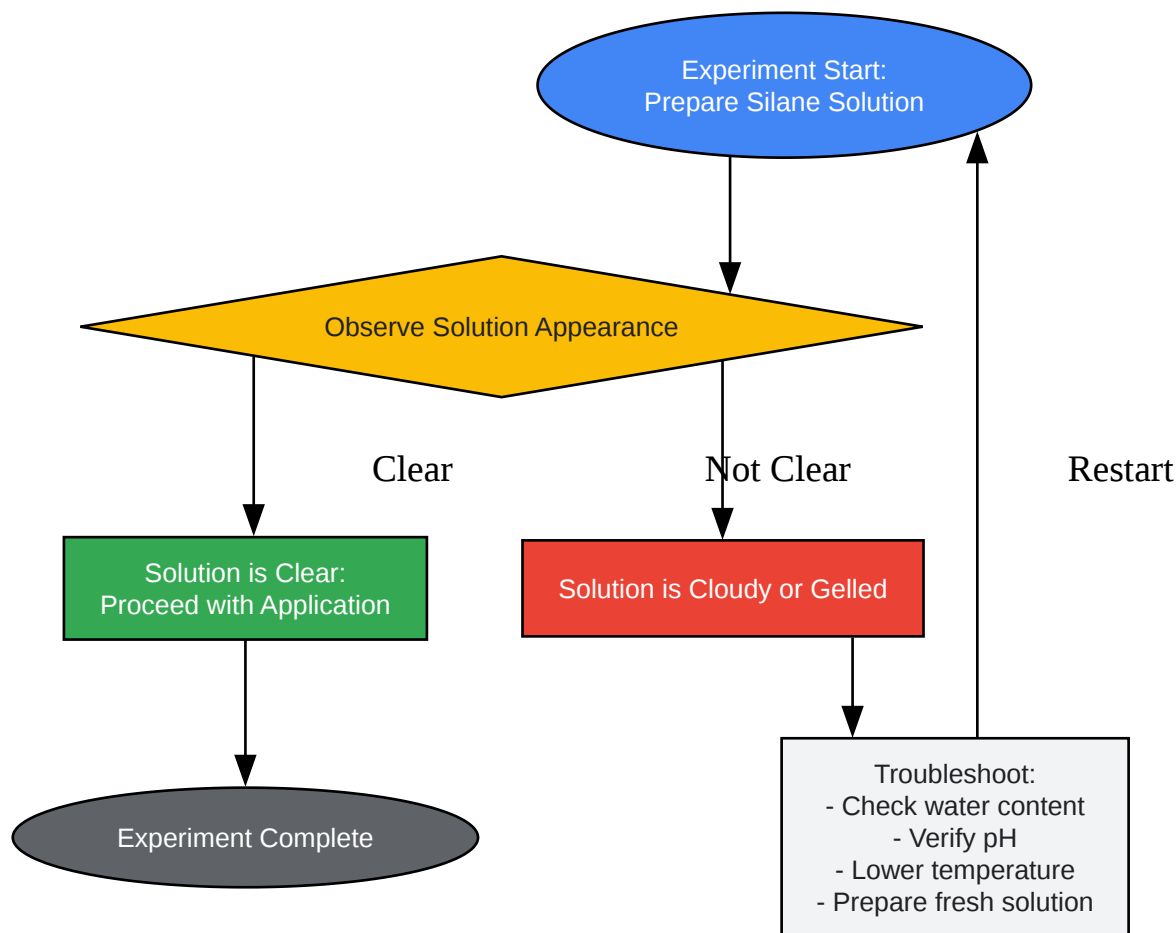 Experiment Start:
Prepare Silane Solution
Observe Solution Appearance
Clear
Not Clear
Restart
Solution is Clear:
Proceed with Application
Solution is Cloudy or Gelled
Troubleshoot:
- Check water content
- Verify pH
- Lower temperature
- Prepare fresh solution
Experiment Complete